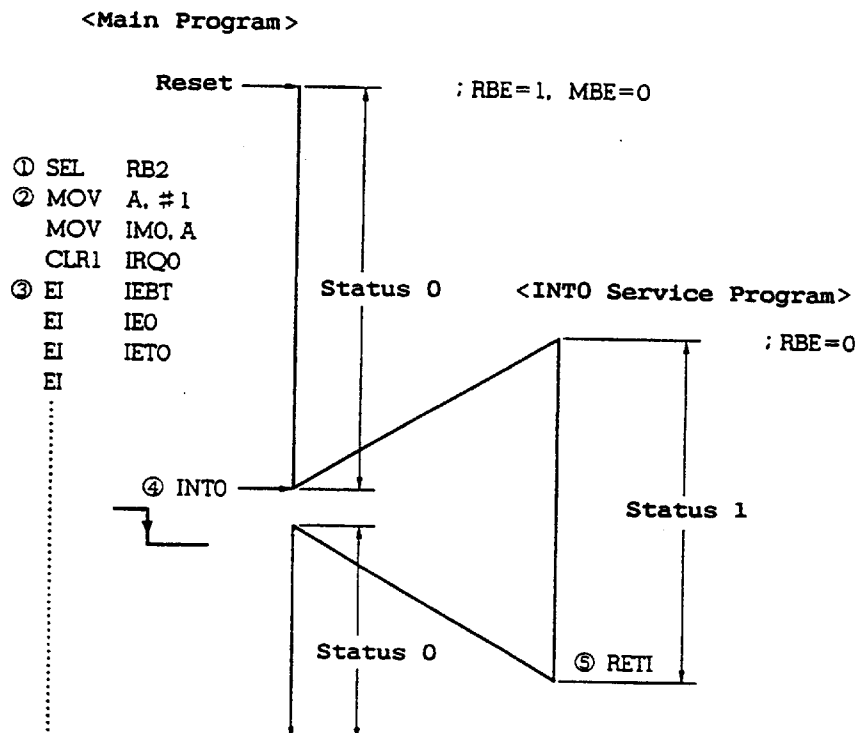 <Main Program>
Reset
; RBE=1, MBE=0
① SEL RB2
② MOV A, #1
MOV IM0, A
CLR1 IRQ0
③ EI IEBT
Status 0
<INT0 Service Program>
EI IE0
EI IET0
; RBE=0
EI
④ INT0
Status 1
Status 0
⑤ RETI